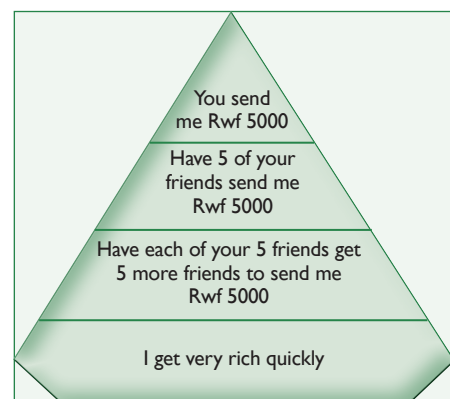 You send
me Rwf 5000
Have 5 of your
friends send me
Rwf 5000
Have each of your 5 friends get
5 more friends to send me
Rwf 5000
I get very rich quickly